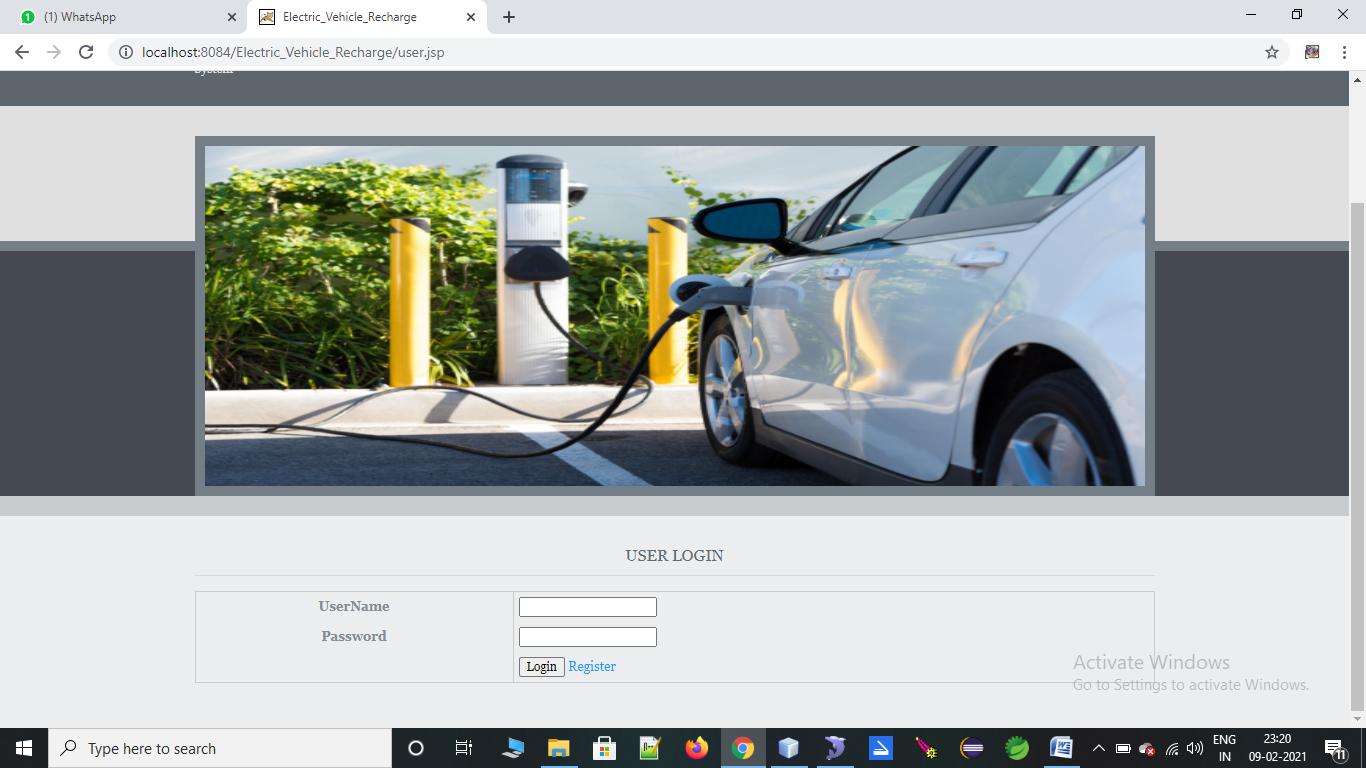 (1) WhatsApp
Electric_Vehicle_Recharge
localhost:8084/Electric_Vehicle_Recharge/user.jsp
System
USER LOGIN
UserName
Password
Login Register
Activate Windows
Go to Settings to activate Windows.
Type here to search
ENG
IN
23:20
09-02-2021
11